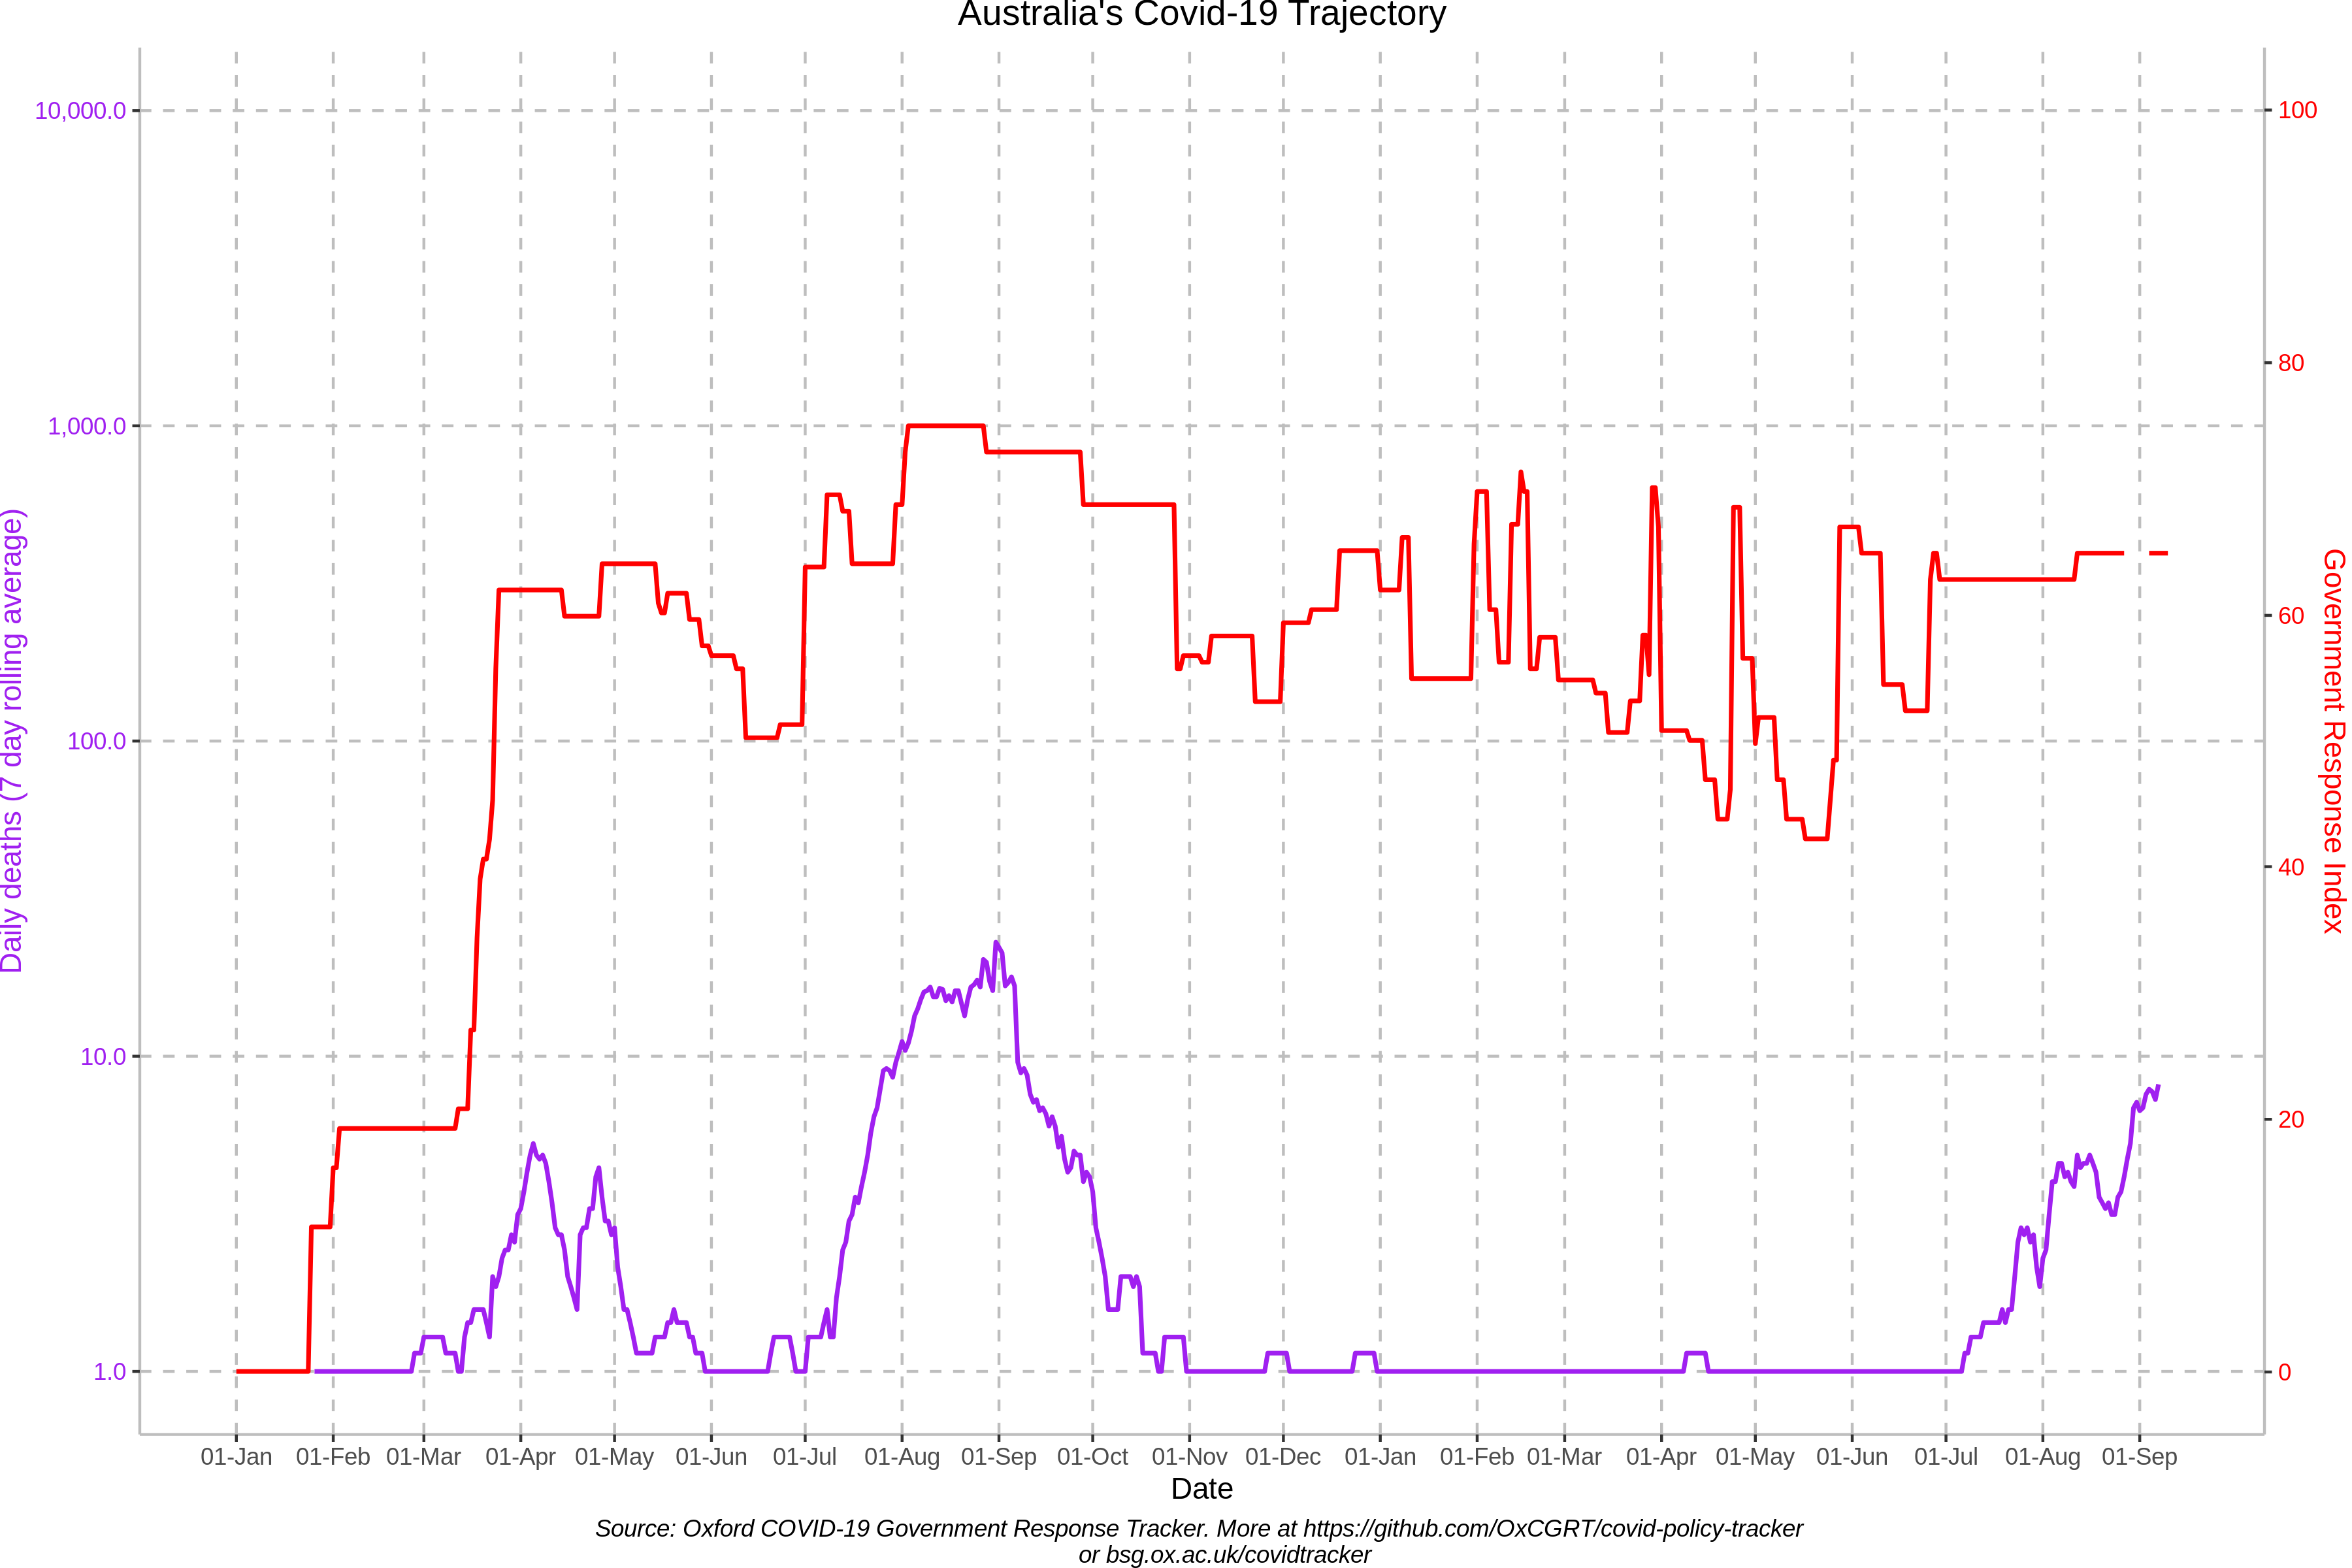 Australia's Covid-19 Trajectory
10,000.0
1,000.0
100.0
10.0
1.0
Daily deaths (7 day rolling average)
100
80
60
40
20
0
Government Response Index
01-Jan 01-Feb 01-Mar 01-Apr 01-May 01-Jun 01-Jul 01-Aug 01-Sep 01-Oct 01-Nov 01-Dec 01-Jan 01-Feb 01-Mar 01-Apr 01-May 01-Jun 01-Jul 01-Aug 01-Sep
Date
Source: Oxford COVID-19 Government Response Tracker. More at https://github.com/OxCGRT/covid-policy-tracker
or bsg.ox.ac.uk/covidtracker